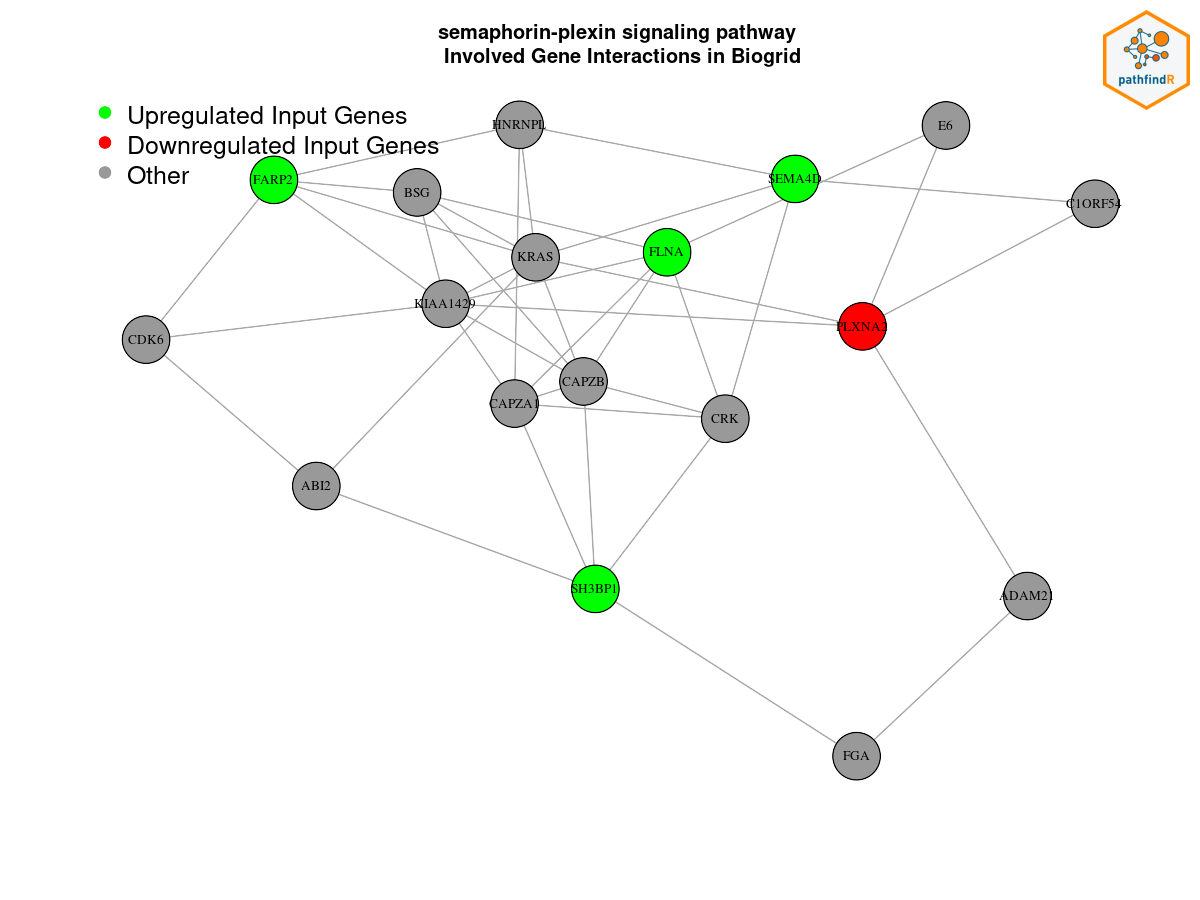 semaphorin-plexin signaling pathway
Involved Gene Interactions in Biogrid
pathfindR
Upregulated Input Genes
Downregulated Input Genes
Other
HNRNPL
E6
FARP2
BSG
SEMA4D
C1ORF54
KRAS
FLNA
KIAA1429
PLXNA2
CDK6
CAPZB
CAPZA1
CRK
ABI2
SH3BP1
ADAM21
FGA